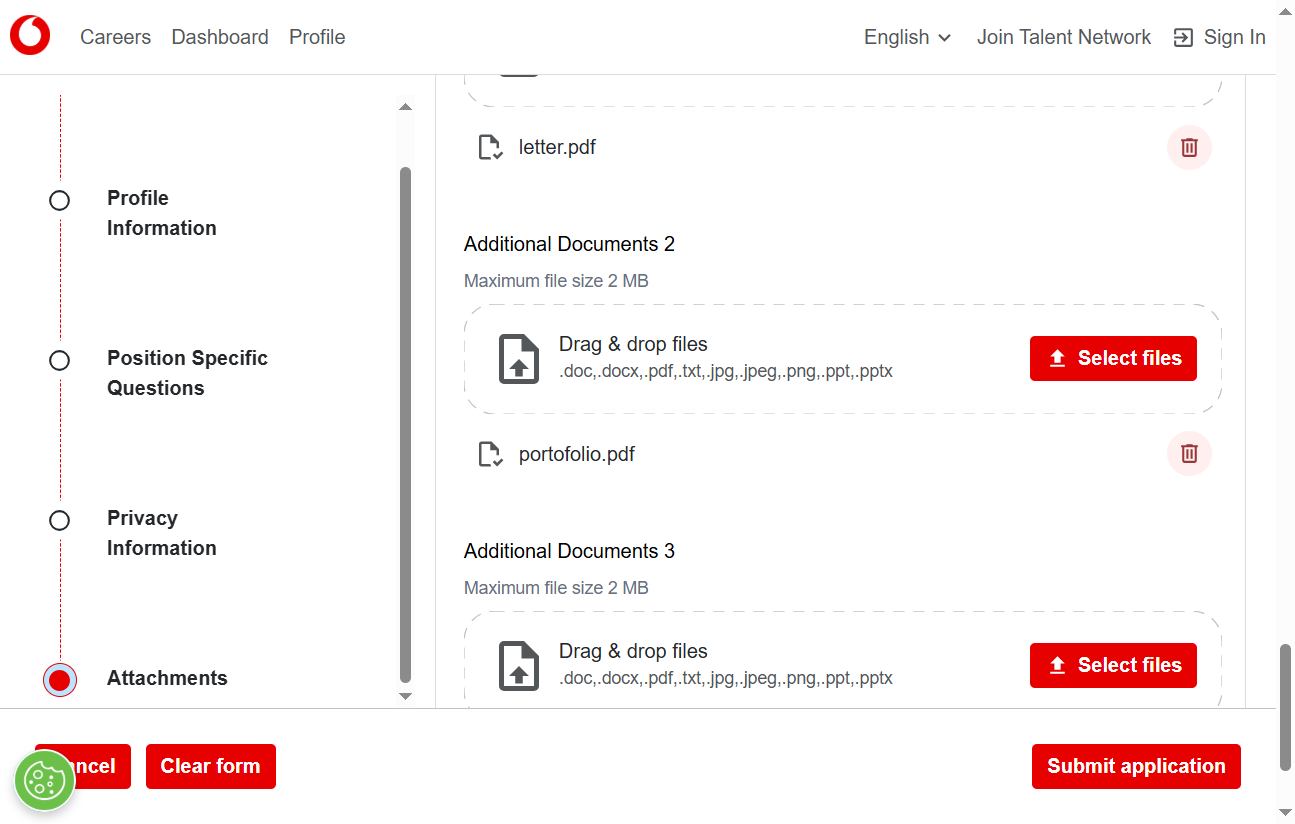 Careers Dashboard Profile English Join Talent Network Sign In
letter.pdf
Profile
Information
Additional Documents 2
Maximum file size 2 MB
Drag & drop files
.doc,.docx,.pdf,.txt,.jpg,.jpeg,.png,.ppt,.pptx
Select files
Position Specific
Questions
portofolio.pdf
Privacy
Information
Additional Documents 3
Maximum file size 2 MB
Drag & drop files
.doc,.docx,.pdf,.txt,.jpg,.jpeg,.png,.ppt,.pptx
Select files
Attachments
Clear form
Submit application